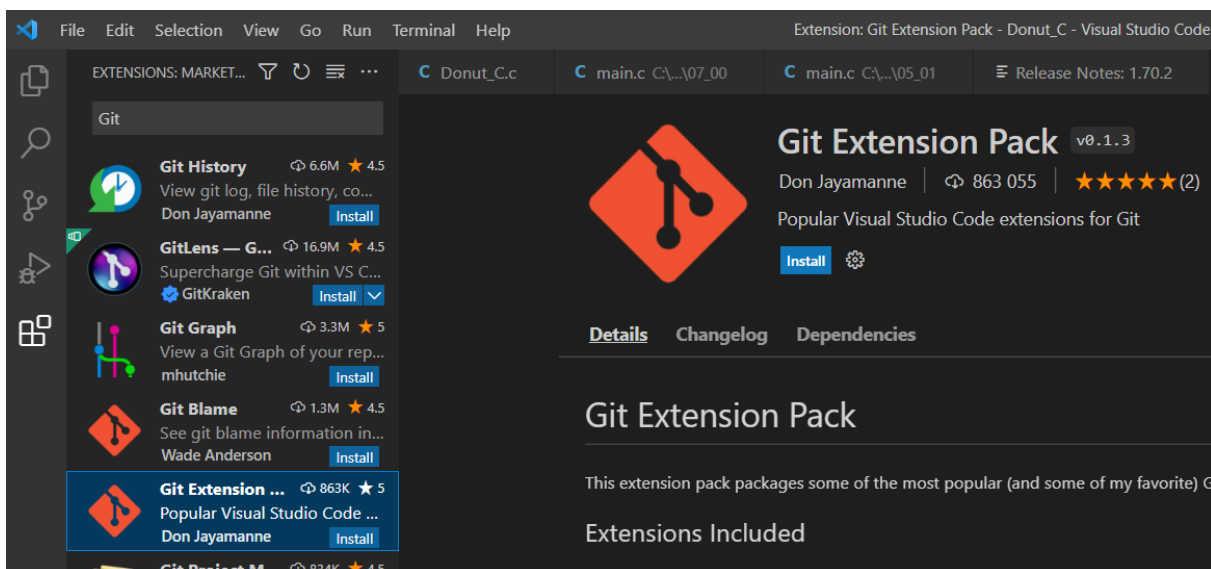 File Edit Selection View Go Run Terminal Help
Extension: Git Extension Pack - Donut_C - Visual Studio Code
EXTENSIONS: MARKET...
Git
Git History 6.6M ★ 4.5
View git log, file history, co...
Don Jayamanne Install
GitLens — G... 16.9M ★ 4.5
Supercharge Git within VS C...
GitKraken Install
Git Graph 3.3M ★ 5
View a Git Graph of your rep...
mhutchie Install
Git Blame 1.3M ★ 4.5
See git blame information in...
Wade Anderson Install
Git Extension ... 863K ★ 5
Popular Visual Studio Code ...
Don Jayamanne Install
Git Project M... 834K ★ 4.5
C Donut_C.c
C main.c C:\...\07_00
C main.c C:\...\05_01
Release Notes: 1.70.2
Git Extension Pack v0.1.3
Don Jayamanne | 863 055 | ★★★★★(2)
Popular Visual Studio Code extensions for Git
Install
Details Changelog Dependencies
Git Extension Pack
This extension pack packages some of the most popular (and some of my favorite) G
Extensions Included